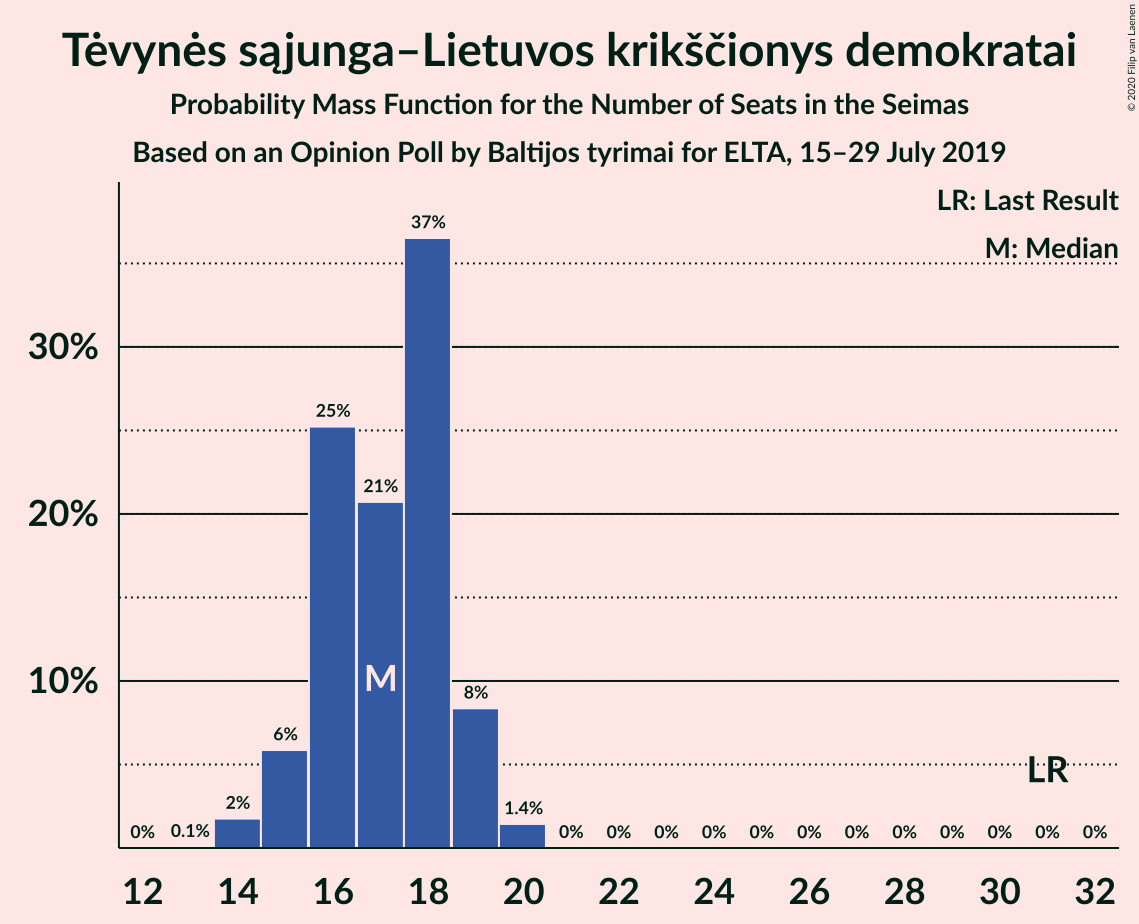 Tėvynės sąjunga–Lietuvos krikščionys demokratai
Probability Mass Function for the Number of Seats in the Seimas
Based on an Opinion Poll by Baltijos tyrimai for ELTA, 15–29 July 2019
© 2020 Filip van Laenen
LR: Last Result
M: Median
37%
30%
25%
21%
20%
10%
M
8%
6%
LR
2%
1.4%
0% 0.1% 0% 0% 0% 0% 0% 0% 0% 0% 0% 0% 0% 0%
12 14 16 18 20 22 24 26 28 30 32